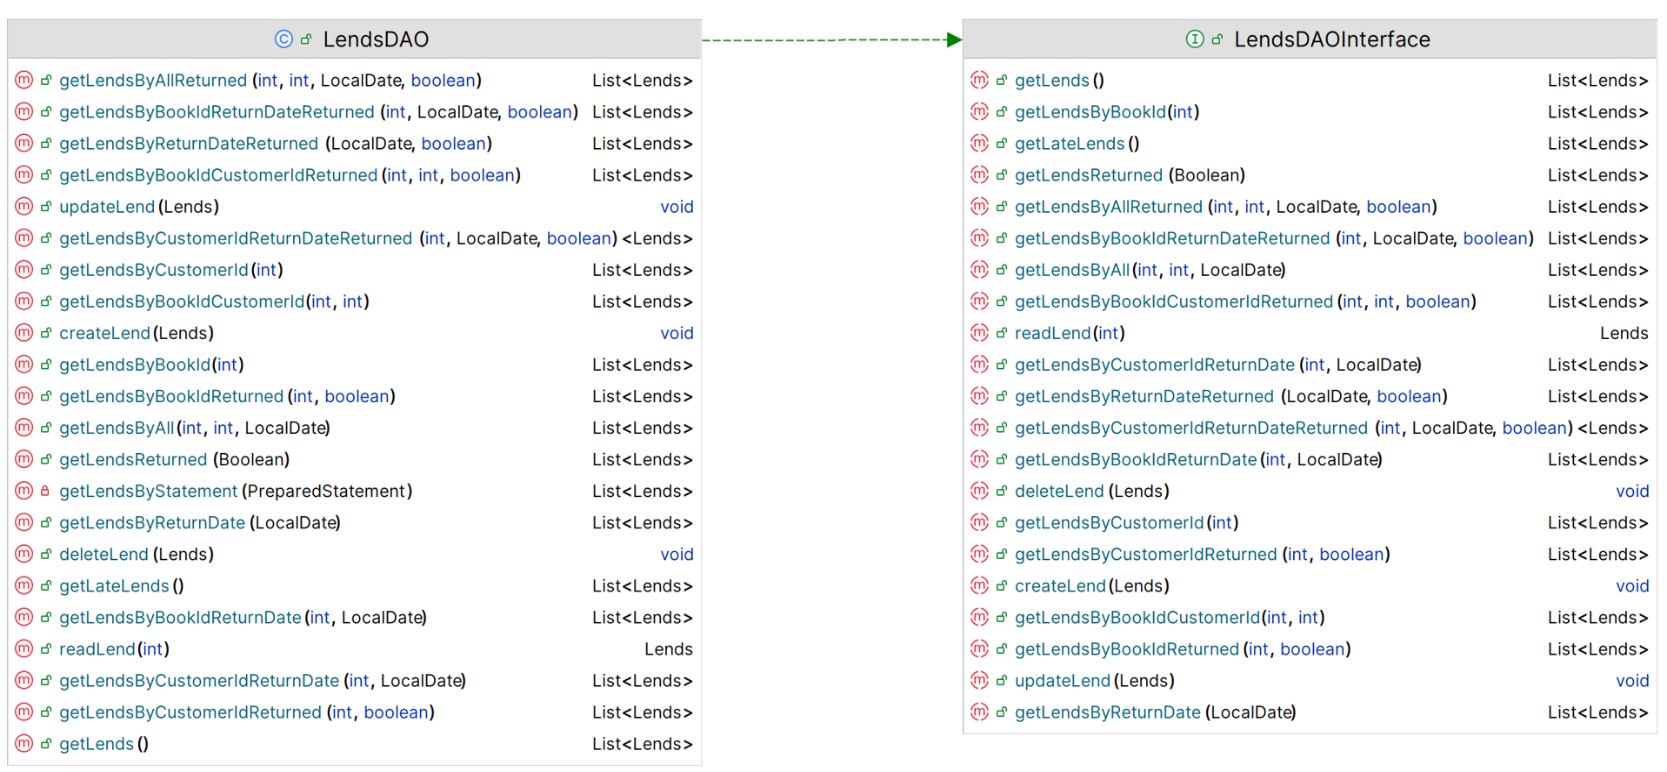 LendsDAO
getLendsByAllReturned (int, int, LocalDate, boolean) List<Lends>
getLendsByBookIdReturnDateReturned (int, LocalDate, boolean) List<Lends>
getLendsByReturnDateReturned (LocalDate, boolean) List<Lends>
getLendsByBookIdCustomerIdReturned (int, int, boolean) List<Lends>
updateLend (Lends) void
getLendsByCustomerIdReturnDateReturned (int, LocalDate, boolean) <Lends>
getLendsByCustomerId (int) List<Lends>
getLendsByBookIdCustomerId (int, int) List<Lends>
createLend (Lends) void
getLendsByBookId (int) List<Lends>
getLendsByBookIdReturned (int, boolean) List<Lends>
getLendsByAll (int, int, LocalDate) List<Lends>
getLendsReturned (Boolean) List<Lends>
getLendsByStatement (PreparedStatement) List<Lends>
getLendsByReturnDate (LocalDate) List<Lends>
deleteLend (Lends) void
getLateLends () List<Lends>
getLendsByBookIdReturnDate (int, LocalDate) List<Lends>
readLend (int) Lends
getLendsByCustomerIdReturnDate (int, LocalDate) List<Lends>
getLendsByCustomerIdReturned (int, boolean) List<Lends>
getLends () List<Lends>
LendsDAOInterface
getLends () List<Lends>
getLendsByBookId (int) List<Lends>
getLateLends () List<Lends>
getLendsReturned (Boolean) List<Lends>
getLendsByAllReturned (int, int, LocalDate, boolean) List<Lends>
getLendsByBookIdReturnDateReturned (int, LocalDate, boolean) List<Lends>
getLendsByAll (int, int, LocalDate) List<Lends>
getLendsByBookIdCustomerIdReturned (int, int, boolean) List<Lends>
readLend (int) Lends
getLendsByCustomerIdReturnDate (int, LocalDate) List<Lends>
getLendsByReturnDateReturned (LocalDate, boolean) List<Lends>
getLendsByCustomerIdReturnDateReturned (int, LocalDate, boolean) <Lends>
getLendsByBookIdReturnDate (int, LocalDate) List<Lends>
deleteLend (Lends) void
getLendsByCustomerId (int) List<Lends>
getLendsByCustomerIdReturned (int, boolean) List<Lends>
createLend (Lends) void
getLendsByBookIdCustomerId (int, int) List<Lends>
getLendsByBookIdReturned (int, boolean) List<Lends>
updateLend (Lends) void
getLendsByReturnDate (LocalDate) List<Lends>